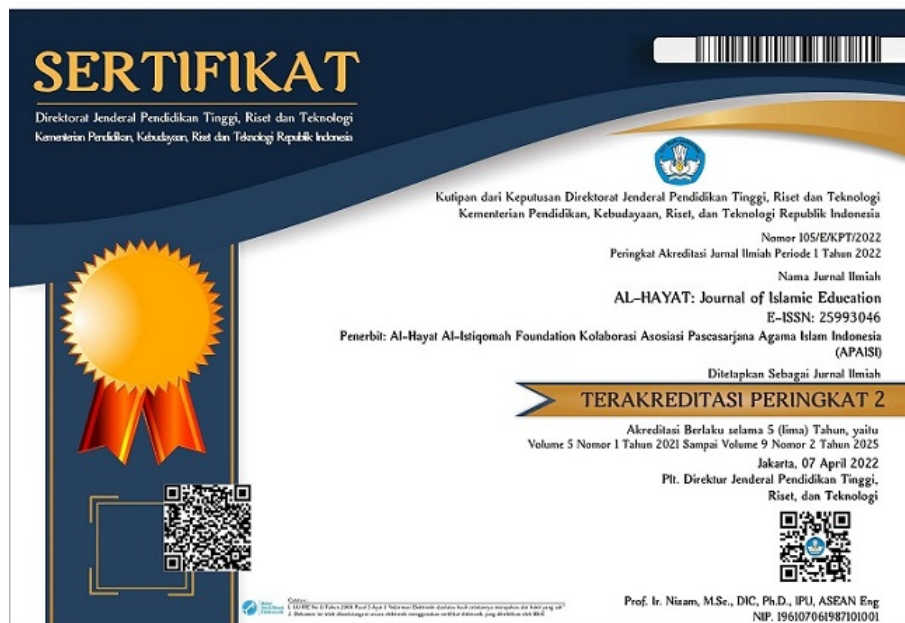 SERTIFIKAT
Direktorat Jenderal Pendidikan Tinggi, Riset dan Teknologi
Kementerian Pendidikan, Kebudayaan, Riset dan Teknologi Republik Indonesia
Kutipan dari Keputusan Direktorat Jenderal Pendidikan Tinggi, Riset dan Teknologi
Kementerian Pendidikan, Kebudayaan, Riset, dan Teknologi Republik Indonesia
Nomor 105/E/KPT/2022
Peringkat Akreditasi Jurnal Ilmiah Periode 1 Tahun 2022
Nama Jurnal Ilmiah
AL-HAYAT: Journal of Islamic Education
E-ISSN: 25993046
Penerbit: Al-Hayat Al-Istiqomah Foundation Kolaborasi Asosiasi Pascasarjana Agama Islam Indonesia
(APAISI)
Ditetapkan Sebagai Jurnal Ilmiah
TERAKREDITASI PERINGKAT 2
Akreditasi Berlaku selama 5 (lima) Tahun, yaitu
Volume 5 Nomor 1 Tahun 2021 Sampai Volume 9 Nomor 2 Tahun 2025
Jakarta, 07 April 2022
Plt. Direktur Jenderal Pendidikan Tinggi,
Riset, dan Teknologi
Prof. Ir. Nizam, M.Sc., DIC, Ph.D., IPU, ASEAN Eng
NIP. 196107061987101001